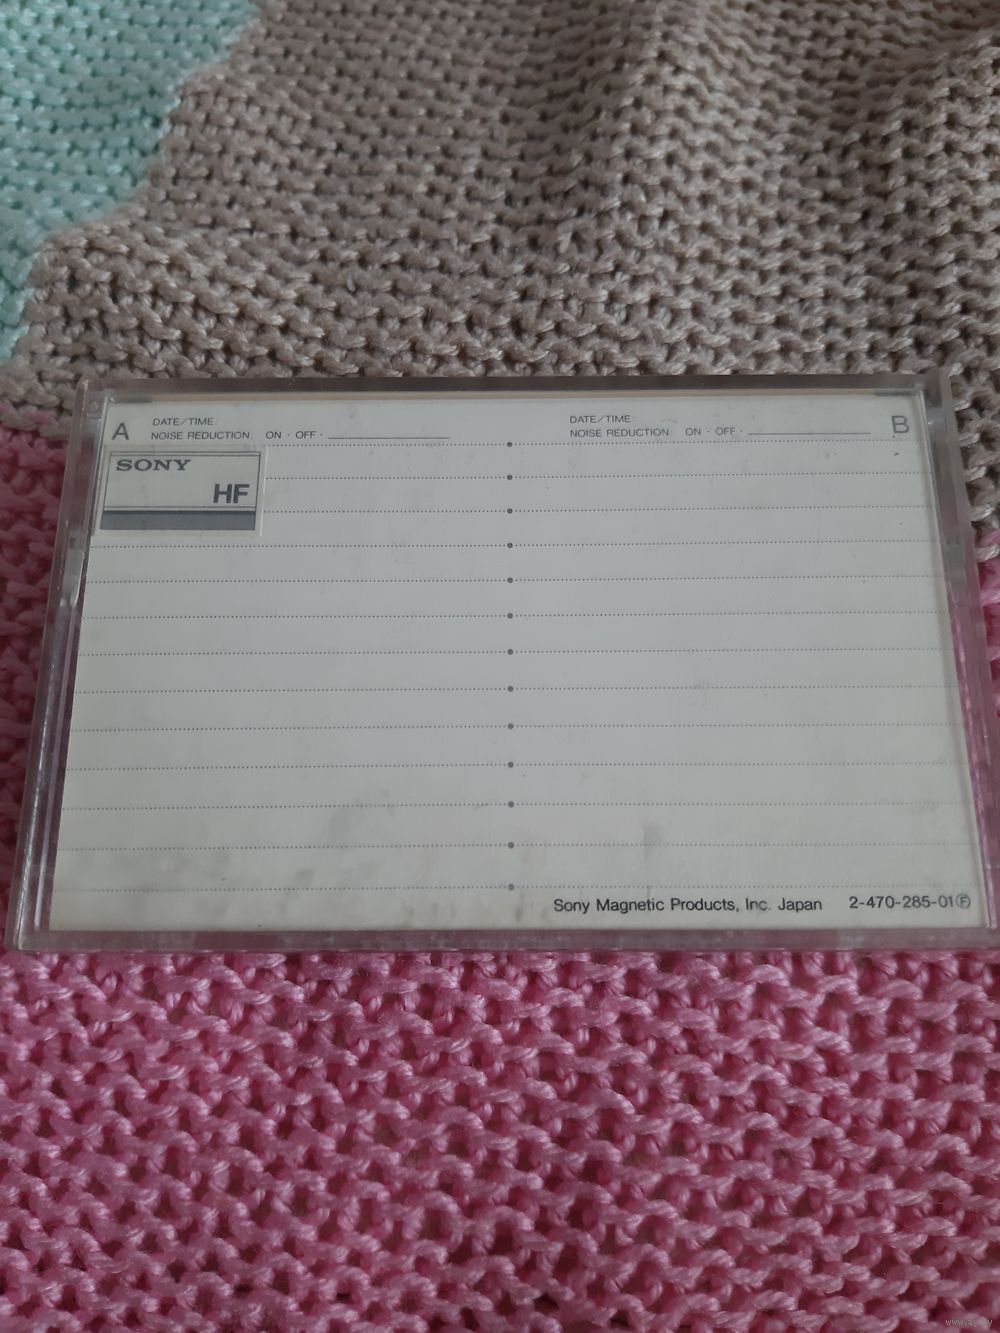 A
DATE/TIME:
NOISE REDUCTION: ON · OFF ·
DATE/TIME:
NOISE REDUCTION: ON · OFF ·
B
SONY
HF
Sony Magnetic Products, Inc. Japan 2-470-285-01Ⓕ